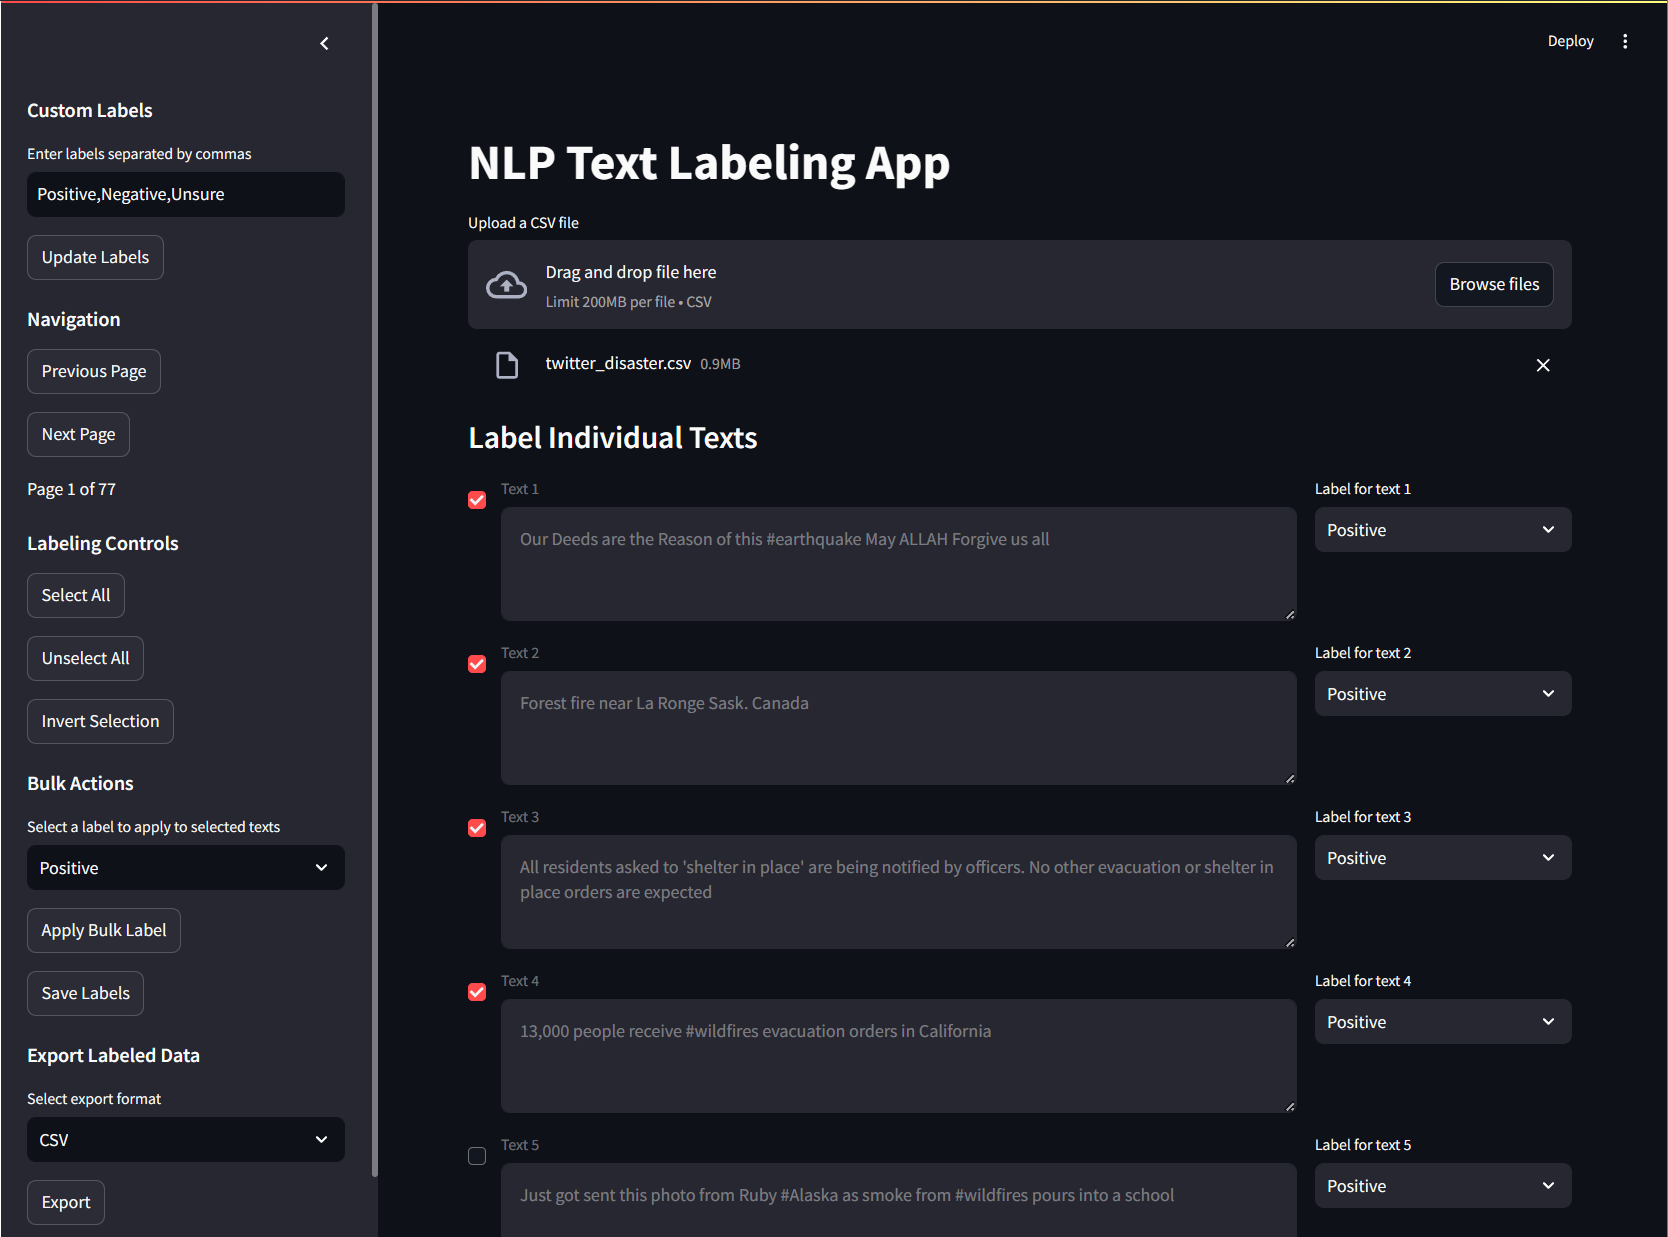 Deploy
Custom Labels
Enter labels separated by commas
Positive,Negative,Unsure
Update Labels
Navigation
Previous Page
Next Page
Page 1 of 77
Labeling Controls
Select All
Unselect All
Invert Selection
Bulk Actions
Select a label to apply to selected texts
Positive
Apply Bulk Label
Save Labels
Export Labeled Data
Select export format
CSV
Export
NLP Text Labeling App
Upload a CSV file
Drag and drop file here
Limit 200MB per file • CSV
Browse files
twitter_disaster.csv 0.9MB
Label Individual Texts
Text 1
Our Deeds are the Reason of this #earthquake May ALLAH Forgive us all
Label for text 1
Positive
Text 2
Forest fire near La Ronge Sask. Canada
Label for text 2
Positive
Text 3
All residents asked to 'shelter in place' are being notified by officers. No other evacuation or shelter in
place orders are expected
Label for text 3
Positive
Text 4
13,000 people receive #wildfires evacuation orders in California
Label for text 4
Positive
Text 5
Just got sent this photo from Ruby #Alaska as smoke from #wildfires pours into a school
Label for text 5
Positive